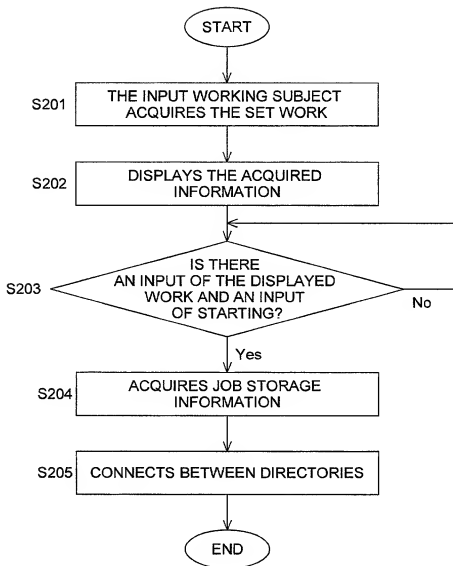 START
S201
THE INPUT WORKING SUBJECT
ACQUIRES THE SET WORK
S202
DISPLAYS THE ACQUIRED
INFORMATION
S203
IS THERE
AN INPUT OF THE DISPLAYED
WORK AND AN INPUT
OF STARTING?
No
Yes
S204
ACQUIRES JOB STORAGE
INFORMATION
S205
CONNECTS BETWEEN DIRECTORIES
END